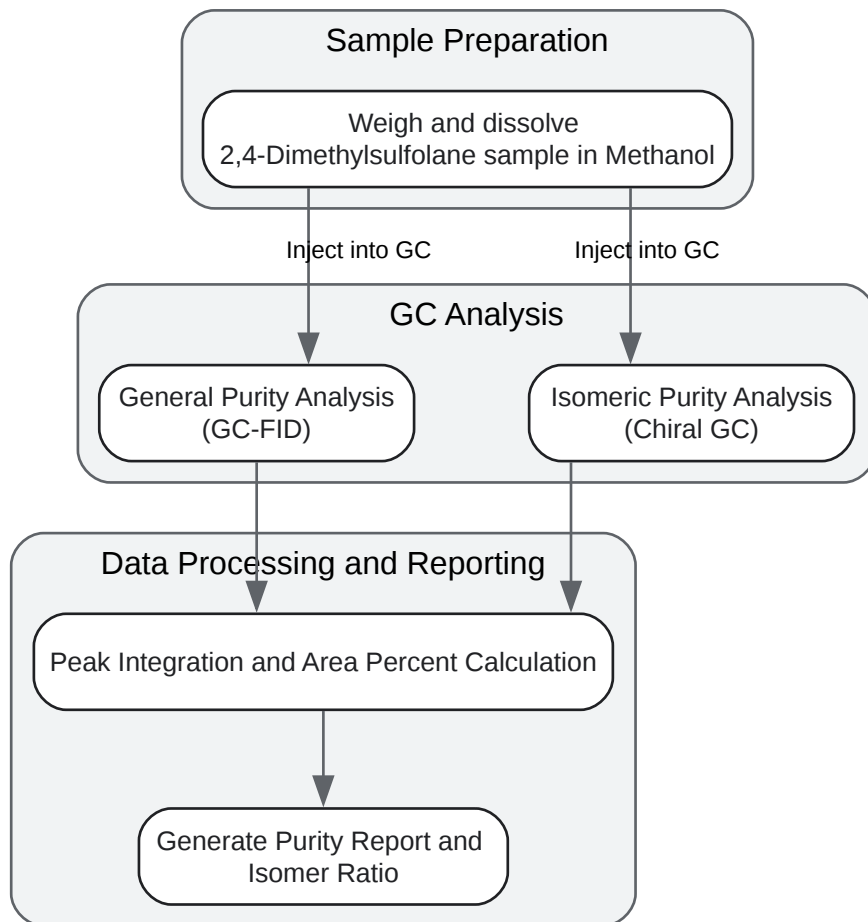 Sample Preparation
Weigh and dissolve
2,4-Dimethylsulfolane sample in Methanol
Inject into GC
Inject into GC
GC Analysis
General Purity Analysis
(GC-FID)
Isomeric Purity Analysis
(Chiral GC)
Data Processing and Reporting
Peak Integration and Area Percent Calculation
Generate Purity Report and
Isomer Ratio